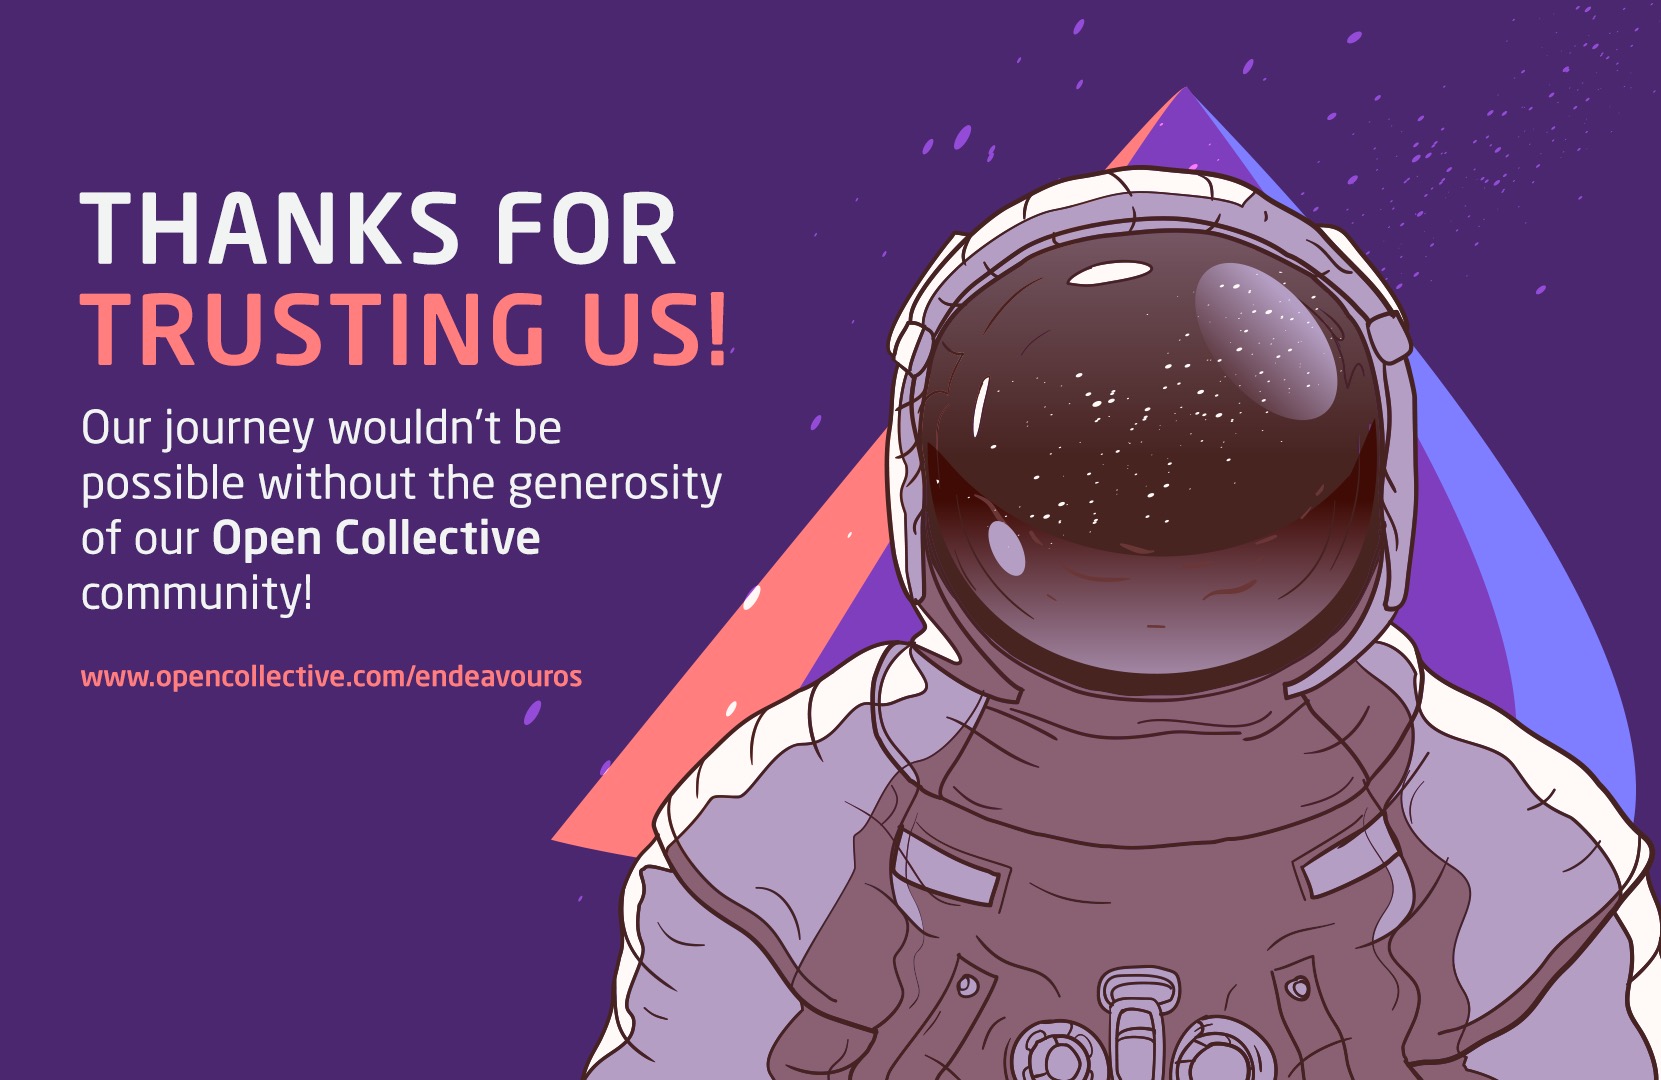 THANKS FOR
TRUSTING US!
Our journey wouldn't be
possible without the generosity
of our Open Collective
community!
www.opencollective.com/endeavouros